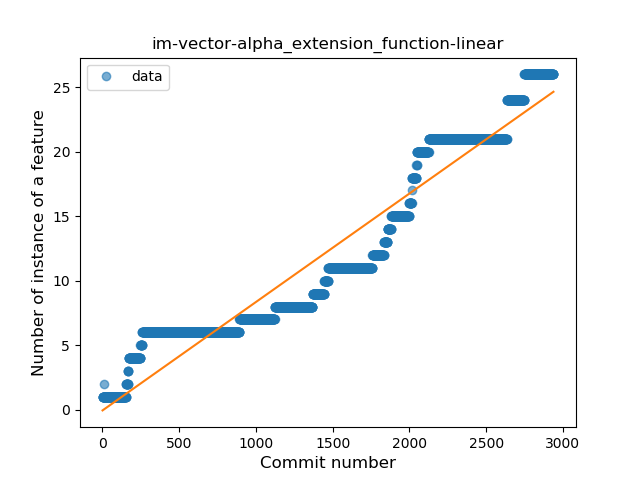 im-vector-alpha_extension_function-linear
data
Number of instance of a feature
25
20
15
10
5
0
0 500 1000 1500 2000 2500 3000
Commit number